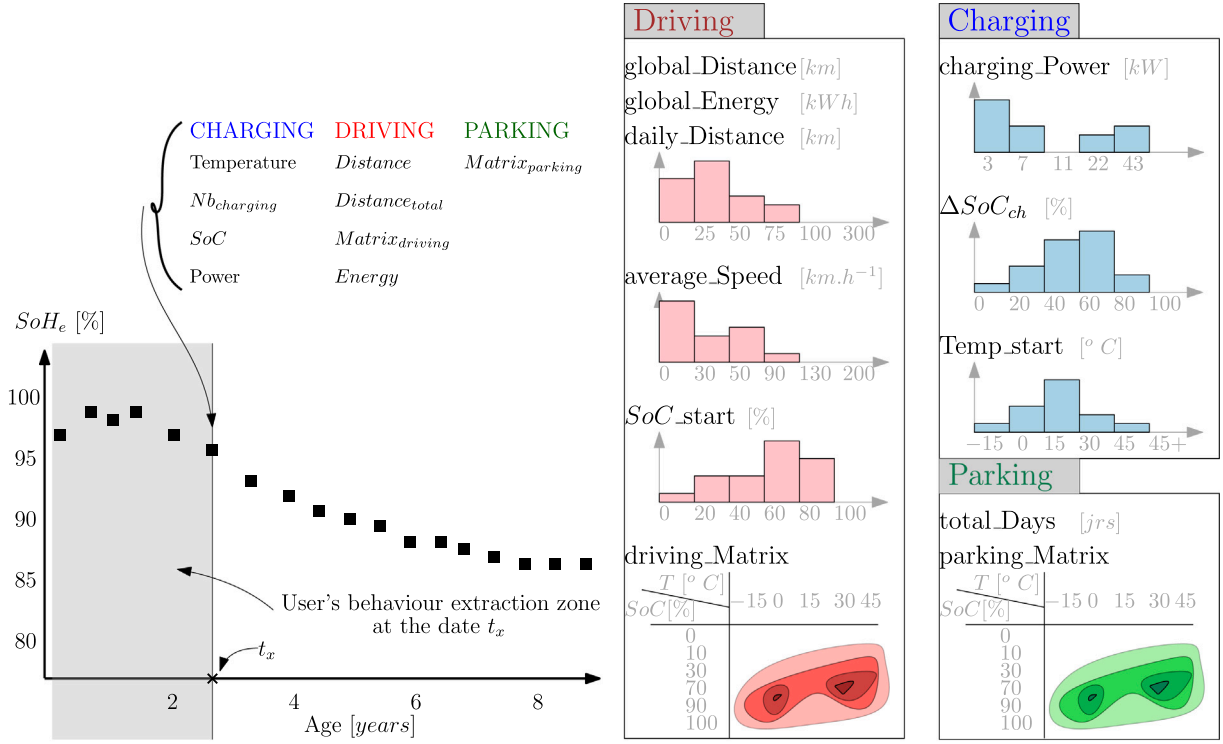 CHARGING DRIVING PARKING
Temperature Distance Matrix_parking
Nb_charging Distance_total
SoC Matrix_driving
Power Energy
SoH_e [%]
100
95
90
85
80
User's behaviour extraction zone
at the date t_x
t_x
2 4 6 8
Age [years]
Driving
global_Distance [km]
global_Energy [kWh]
daily_Distance [km]
0 25 50 75 100 300
average_Speed [km.h⁻¹]
0 30 50 90 130 200
SoC_start [%]
0 20 40 60 80 100
driving_Matrix
T [° C]
SoC[%]
−15 0 15 30 45
0
10
30
70
90
100
Charging
charging_Power [kW]
3 7 11 22 43
ΔSoC_ch [%]
0 20 40 60 80 100
Temp_start [° C]
−15 0 15 30 45 45+
Parking
total_Days [jrs]
parking_Matrix
T [° C]
SoC[%]
−15 0 15 30 45
0
10
30
70
90
100